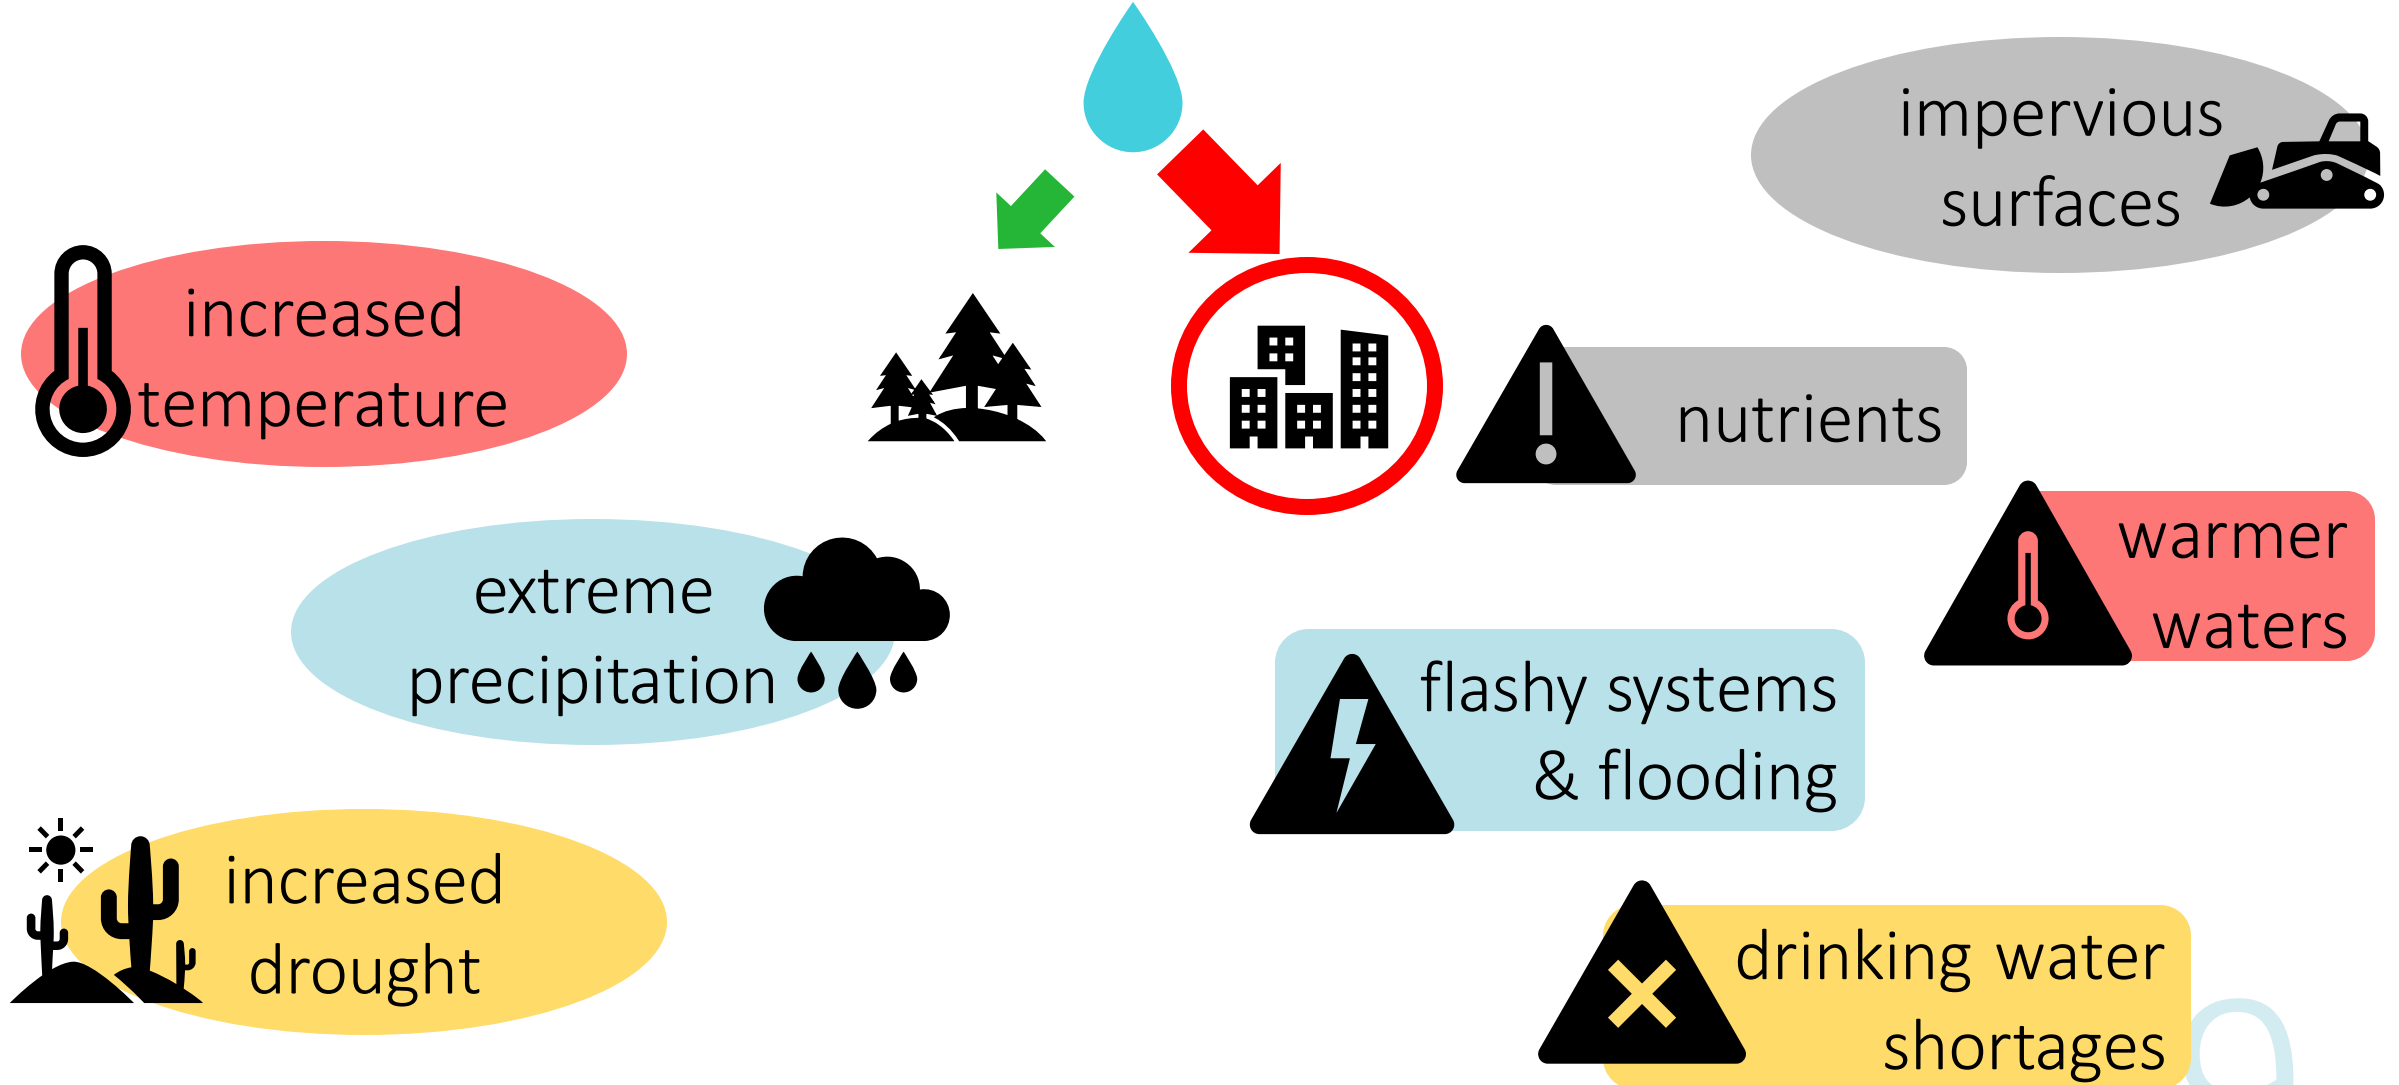 impervious
surfaces
increased
temperature
nutrients
warmer
waters
extreme
precipitation
flashy systems
& flooding
increased
drought
drinking water
shortages